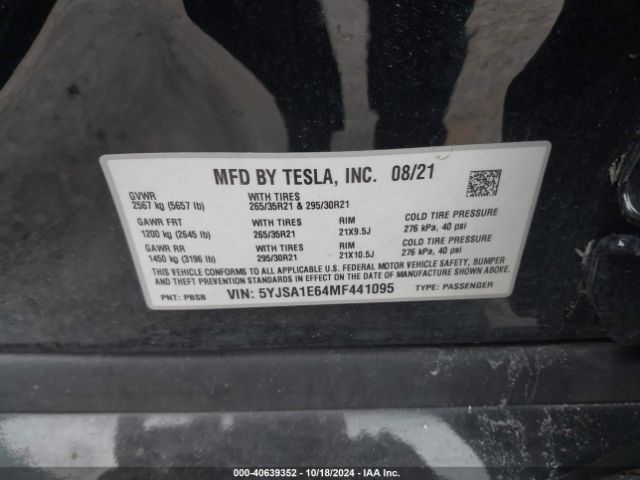 MFD BY TESLA, INC. 08/21
GVWR
2567 kg (5657 lb)
WITH TIRES
265/35R21 & 295/30R21
GAWR FRT
1200 kg (2645 lb)
WITH TIRES
265/35R21
RIM
21X9.5J
COLD TIRE PRESSURE
276 kPa, 40 psi
GAWR RR
1450 kg (3196 lb)
WITH TIRES
295/30R21
RIM
21X10.5J
COLD TIRE PRESSURE
276 kPa, 40 psi
THIS VEHICLE CONFORMS TO ALL APPLICABLE U.S. FEDERAL MOTOR VEHICLE SAFETY, BUMPER
AND THEFT PREVENTION STANDARDS IN EFFECT ON THE DATE OF MANUFACTURE SHOWN ABOVE.
PNT: PBSB VIN: 5YJSA1E64MF441095 TYPE: PASSENGER
000-40639352 | 10/18/2024 | IAA Inc.